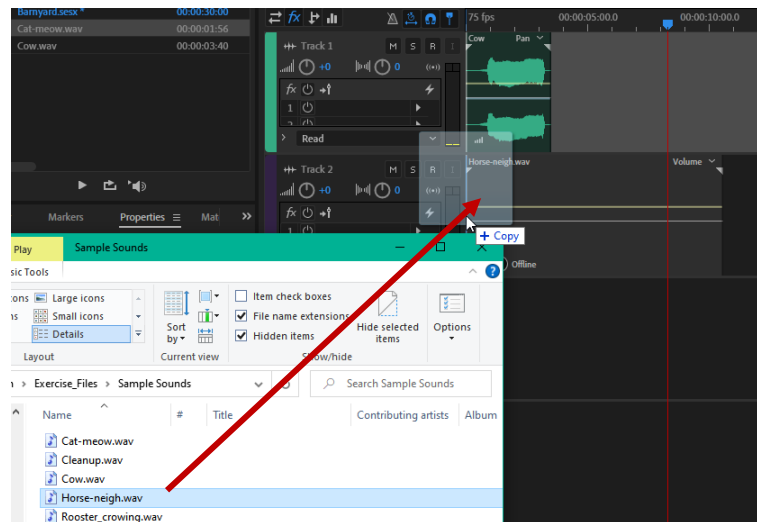 Barnyard.sesx * 00:00:30:00
Cat-meow.wav 00:00:01:56
Cow.wav 00:00:03:40
fx
75 fps 00:00:05:00.0 00:00:10:00.0
Track 1 M S R I
+0 0
fx
1
Read
Cow Pan
Track 2 M S R I
+0 0
fx
1
Horse-neigh.wav Volume
Offline
Markers Properties Mat
+ Copy
Play Sample Sounds
sic Tools
Large icons
Small icons
Details
Layout
Sort by
Current view
Item check boxes
File name extensions
Hidden items
Hide selected items
Options
Show/hide
Exercise_Files > Sample Sounds
Search Sample Sounds
Name # Title Contributing artists Album
Cat-meow.wav
Cleanup.wav
Cow.wav
Horse-neigh.wav
Rooster_crowing.wav